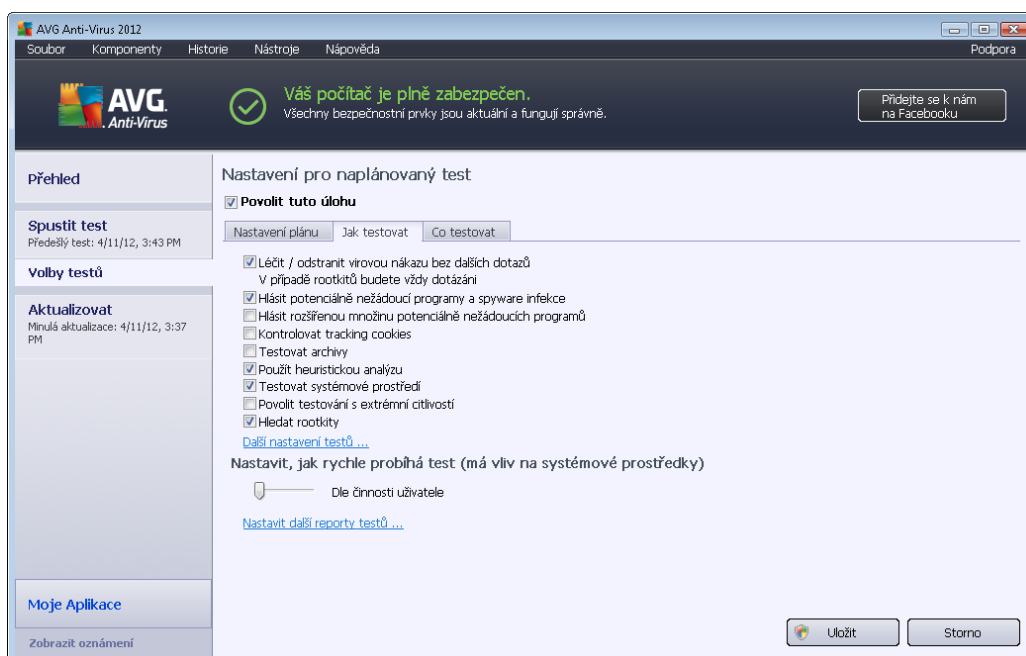 AVG Anti-Virus 2012
Soubor Komponenty Historie Nástroje Nápověda Podpora
AVG.
Anti-Virus
Váš počítač je plně zabezpečen.
Všechny bezpečnostní prvky jsou aktuální a fungují správně.
Přidejte se k nám
na Facebooku
Přehled
Spustit test
Předešlý test: 4/11/12, 3:43 PM
Volby testů
Aktualizovat
Minulá aktualizace: 4/11/12, 3:37
PM
Moje Aplikace
Zobrazit oznámení
Nastavení pro naplánovaný test
Povolit tuto úlohu
Nastavení plánu Jak testovat Co testovat
Léčit / odstranit virovou nákazu bez dalších dotazů
V případě rootkitů budete vždy dotázáni
Hlásit potenciálně nežádoucí programy a spyware infekce
Hlásit rozšířenou množinu potenciálně nežádoucích programů
Kontrolovat tracking cookies
Testovat archivy
Použít heuristickou analýzu
Testovat systémové prostředí
Povolit testování s extrémní citlivostí
Hledat rootkity
Další nastavení testů ...
Nastavit, jak rychle probíhá test (má vliv na systémové prostředky)
Dle činnosti uživatele
Nastavit další reporty testů ...
Uložit Storno